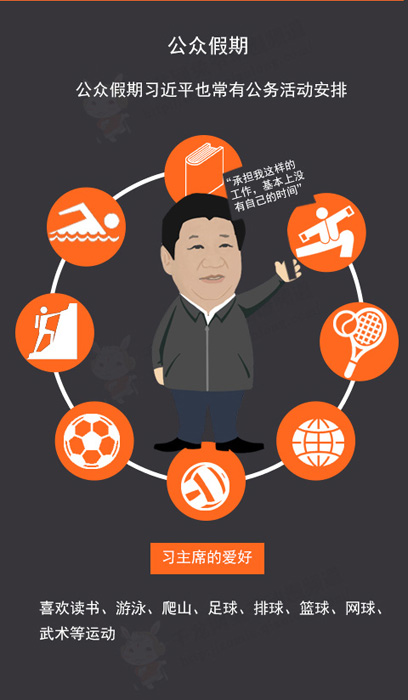 公众假期
公众假期习近平也常有公务活动安排
“承担我这样的
工作，基本上没
有自己的时间”
习主席的爱好
喜欢读书、游泳、爬山、足球、排球、篮球、网球、
武术等运动